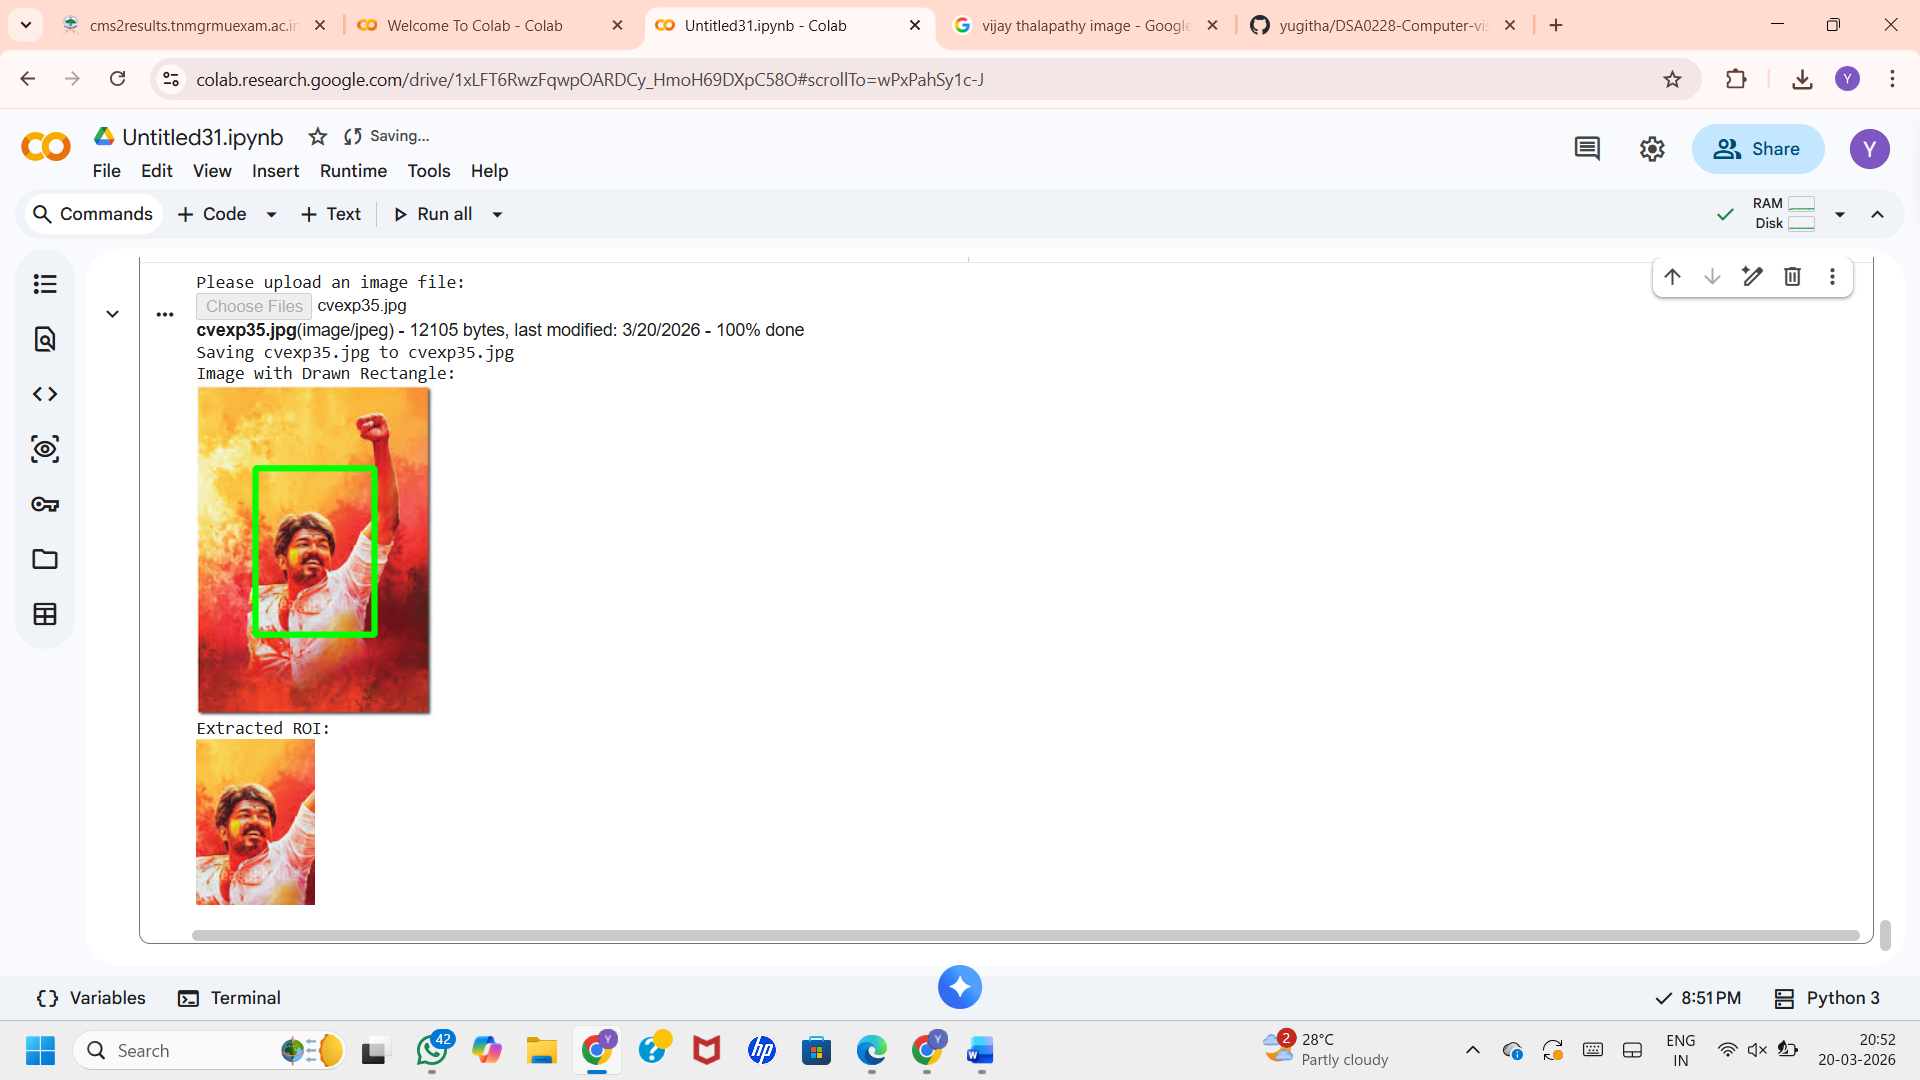 cms2results.tnmgrmuexam.ac.in
Welcome To Colab - Colab
Untitled31.ipynb - Colab
vijay thalapathy image - Google
yugitha/DSA0228-Computer-vis
colab.research.google.com/drive/1xLFT6RwzFqwpOARDCy_HmoH69DXpC58O#scrollTo=wPxPahSy1c-J
Y
Untitled31.ipynb
Saving...
File Edit View Insert Runtime Tools Help
Share
Y
Commands
+ Code
+ Text
Run all
RAM
Disk
Please upload an image file:
Choose Files cvexp35.jpg
cvexp35.jpg(image/jpeg) - 12105 bytes, last modified: 3/20/2026 - 100% done
Saving cvexp35.jpg to cvexp35.jpg
Image with Drawn Rectangle:
Extracted ROI:
Variables
Terminal
8:51 PM
Python 3
Search
42
Y
hp
Y
W
2
28°C
Partly cloudy
ENG
IN
20:52
20-03-2026